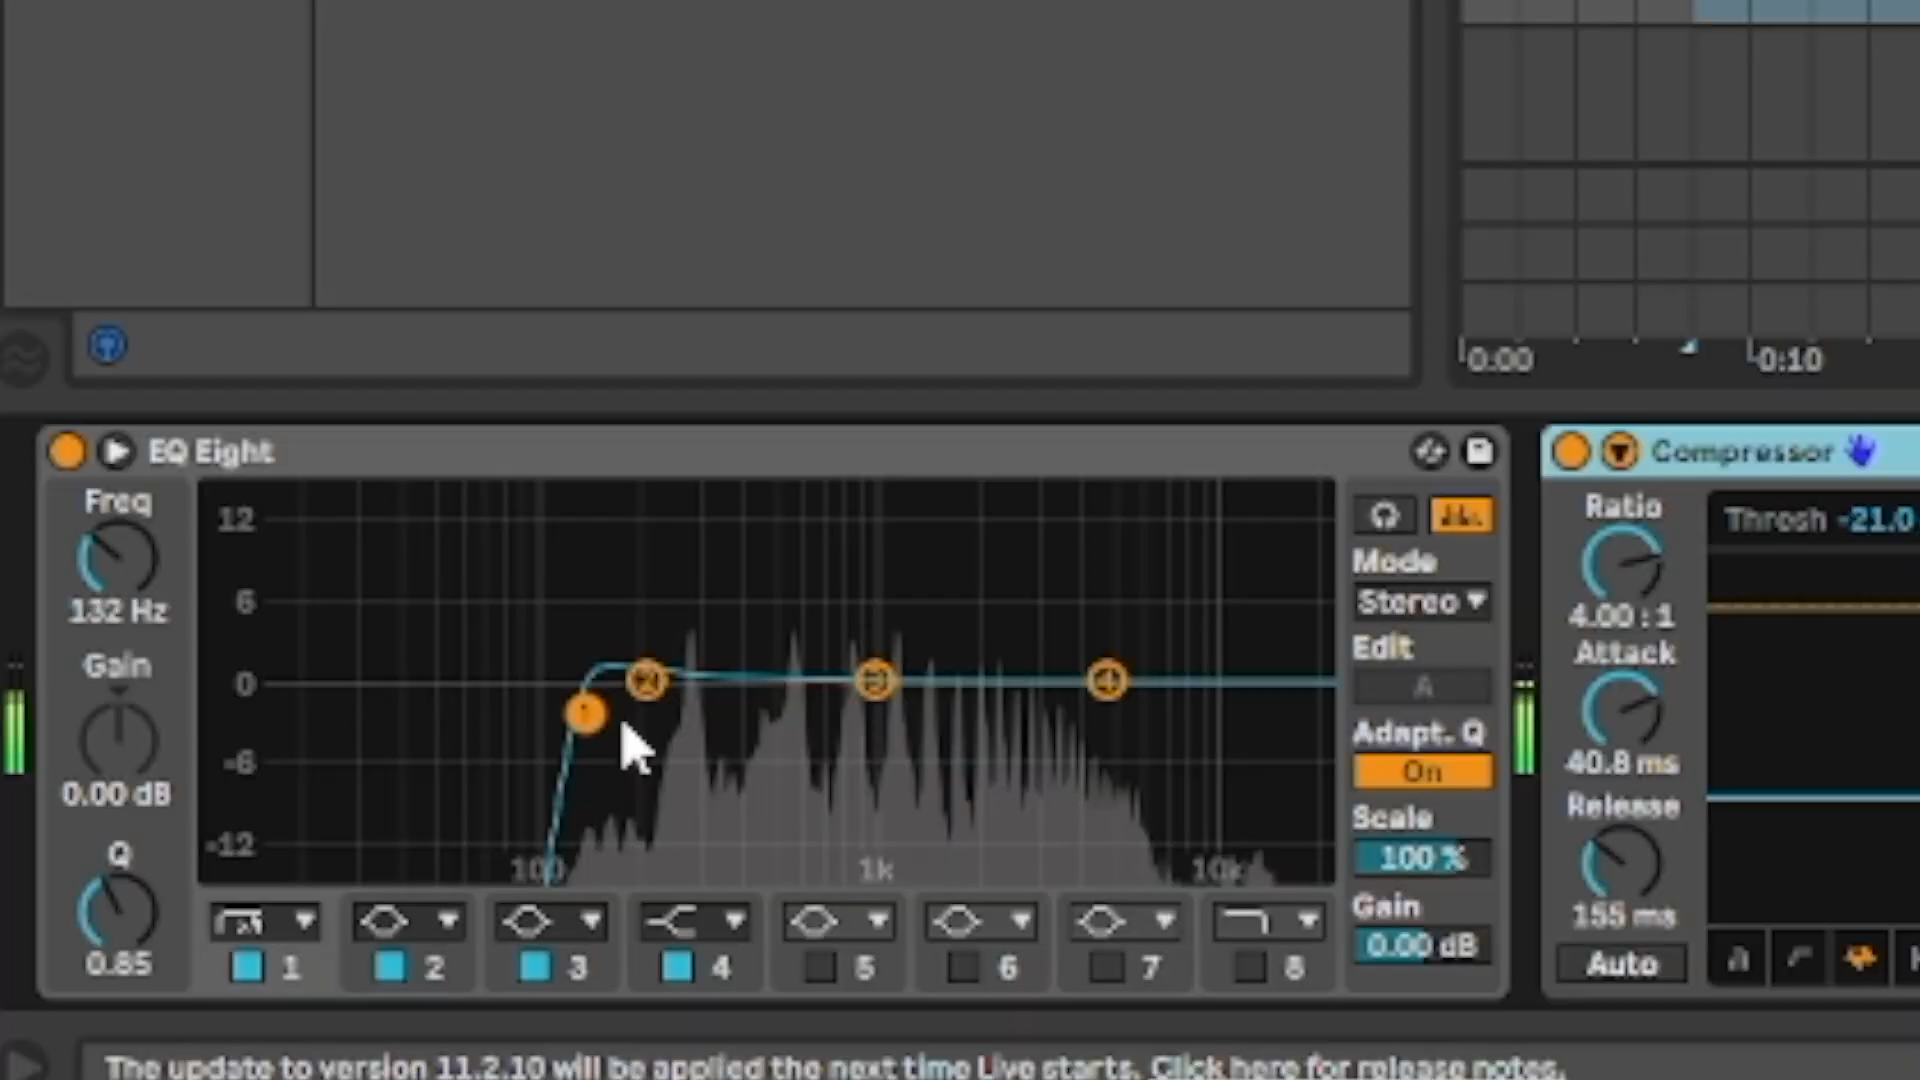 0:00
0:10
EQ Eight
Compressor
Freq
132 Hz
Gain
0.00 dB
Q
0.85
12
6
0
-6
-12
100
1k
10k
1
2
3
4
1
2
3
4
5
6
7
8
Mode
Stereo
Edit
A
Adapt. Q
On
Scale
100 %
Gain
0.00 dB
Ratio
4.00 : 1
Attack
40.8 ms
Release
155 ms
Auto
Thresh -21.0
The update to version 11.2.10 will be applied the next time Live starts. Click here for release notes.